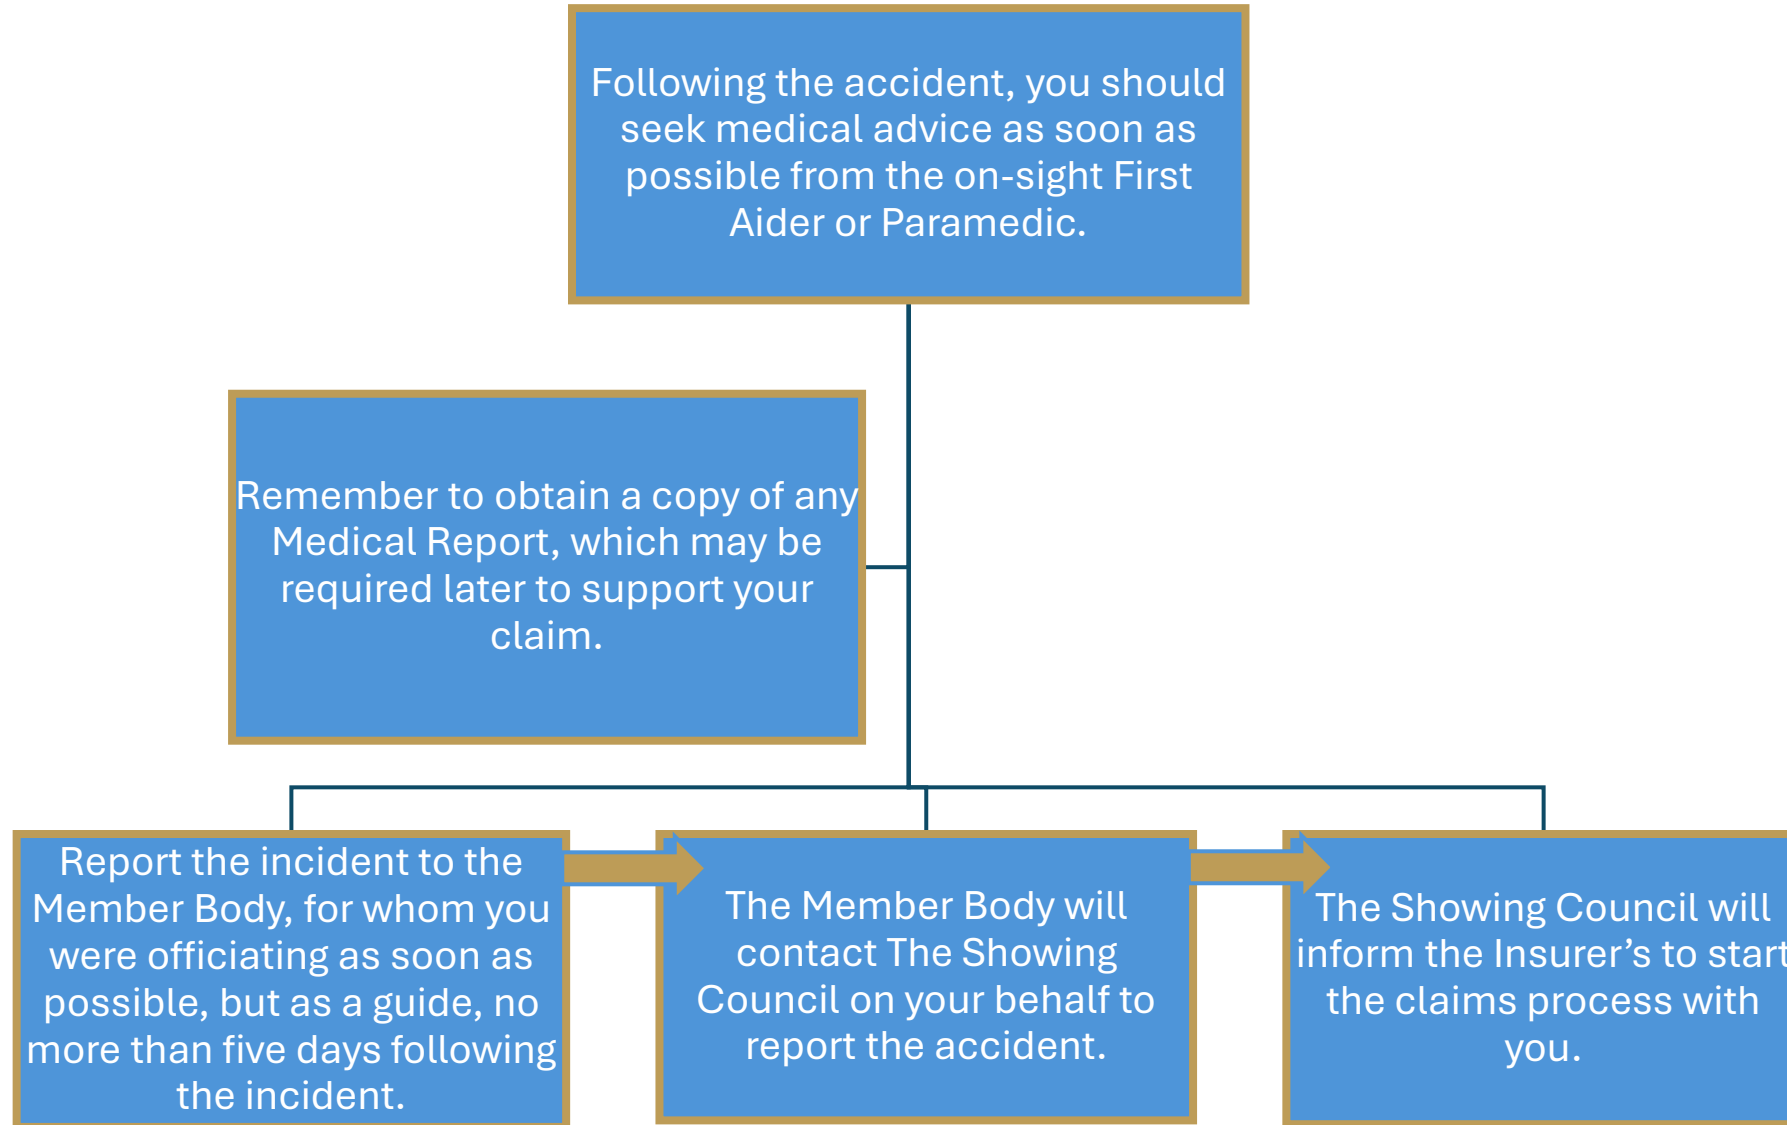 Following the accident, you should
seek medical advice as soon as
possible from the on-sight First
Aider or Paramedic.
Remember to obtain a copy of any
Medical Report, which may be
required later to support your
claim.
Report the incident to the
Member Body, for whom you
were officiating as soon as
possible, but as a guide, no
more than five days following
the incident.
The Member Body will
contact The Showing
Council on your behalf to
report the accident.
The Showing Council will
inform the Insurer’s to start
the claims process with
you.